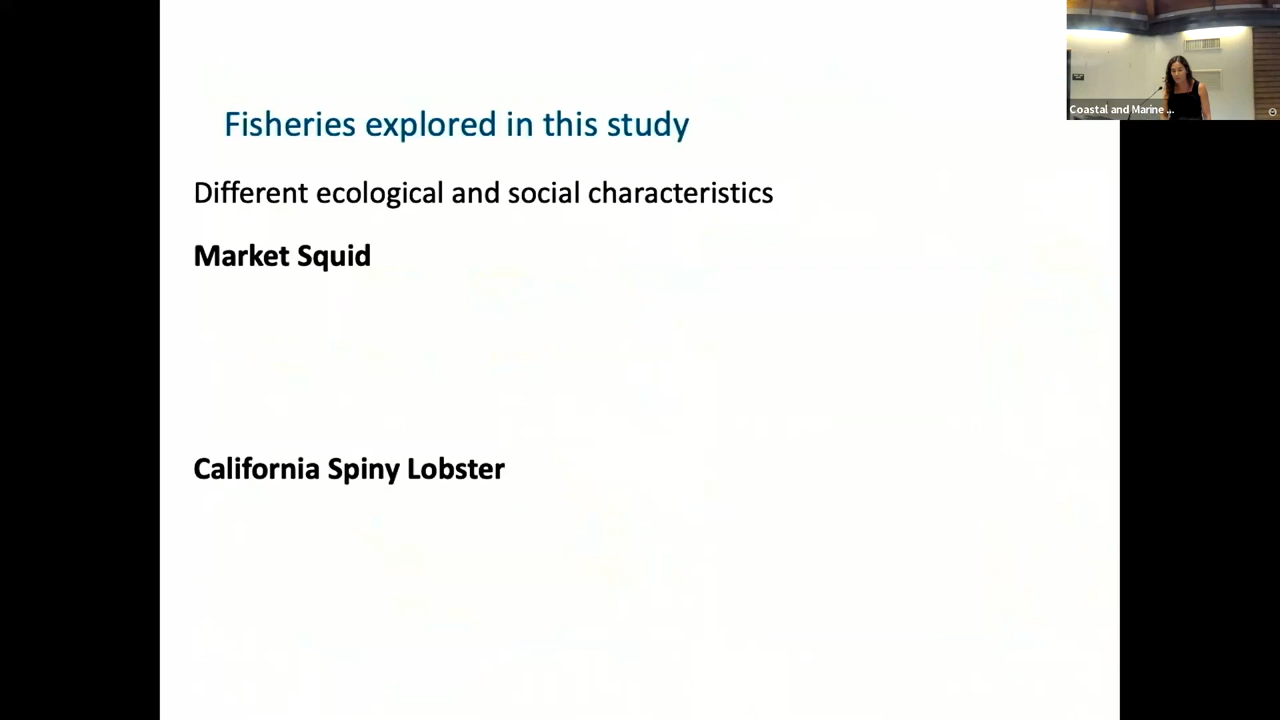 Fisheries explored in this study
Coastal and Marine ...
Different ecological and social characteristics
Market Squid
California Spiny Lobster